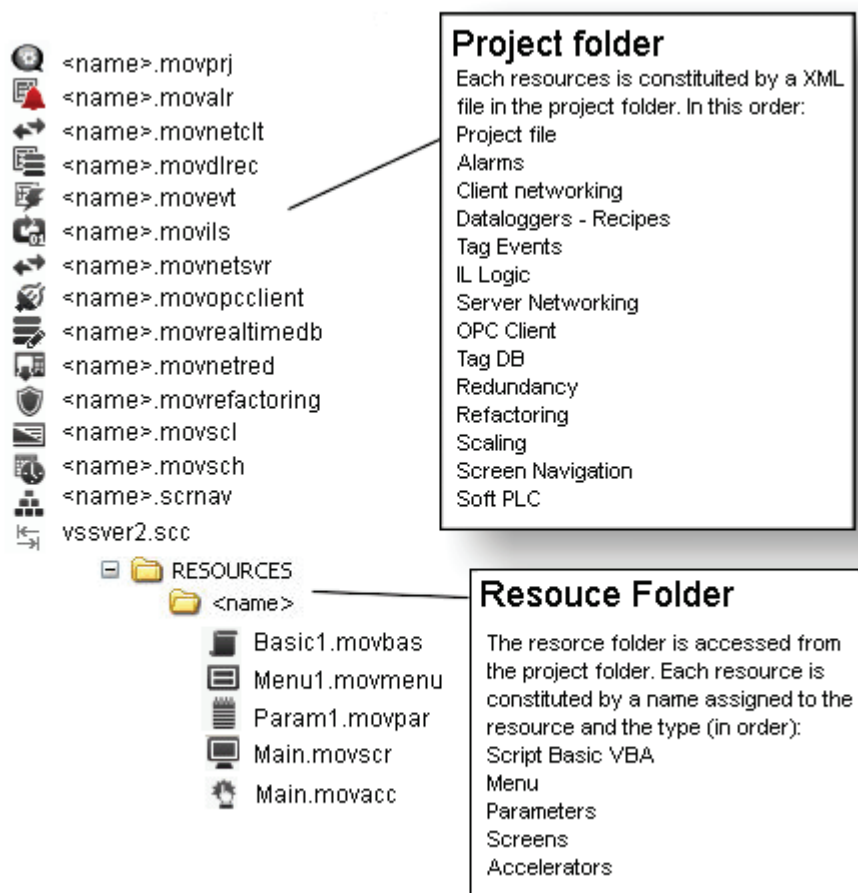 <name>.movprj
<name>.movalr
<name>.movnetclt
<name>.movdlrec
<name>.movevt
<name>.movils
<name>.movnetsvr
<name>.movopcclient
<name>.movrealtimedb
<name>.movnetred
<name>.movrefactoring
<name>.movscl
<name>.movsch
<name>.scrnav
vssver2.scc
Project folder
Each resources is constituited by a XML
file in the project folder. In this order:
Project file
Alarms
Client networking
Dataloggers - Recipes
Tag Events
IL Logic
Server Networking
OPC Client
Tag DB
Redundancy
Refactoring
Scaling
Screen Navigation
Soft PLC
RESOURCES
<name>
Basic1.movbas
Menu1.movmenu
Param1.movpar
Main.movscr
Main.movacc
Resouce Folder
The resorce folder is accessed from
the project folder. Each resource is
constituted by a name assigned to the
resource and the type (in order):
Script Basic VBA
Menu
Parameters
Screens
Accelerators